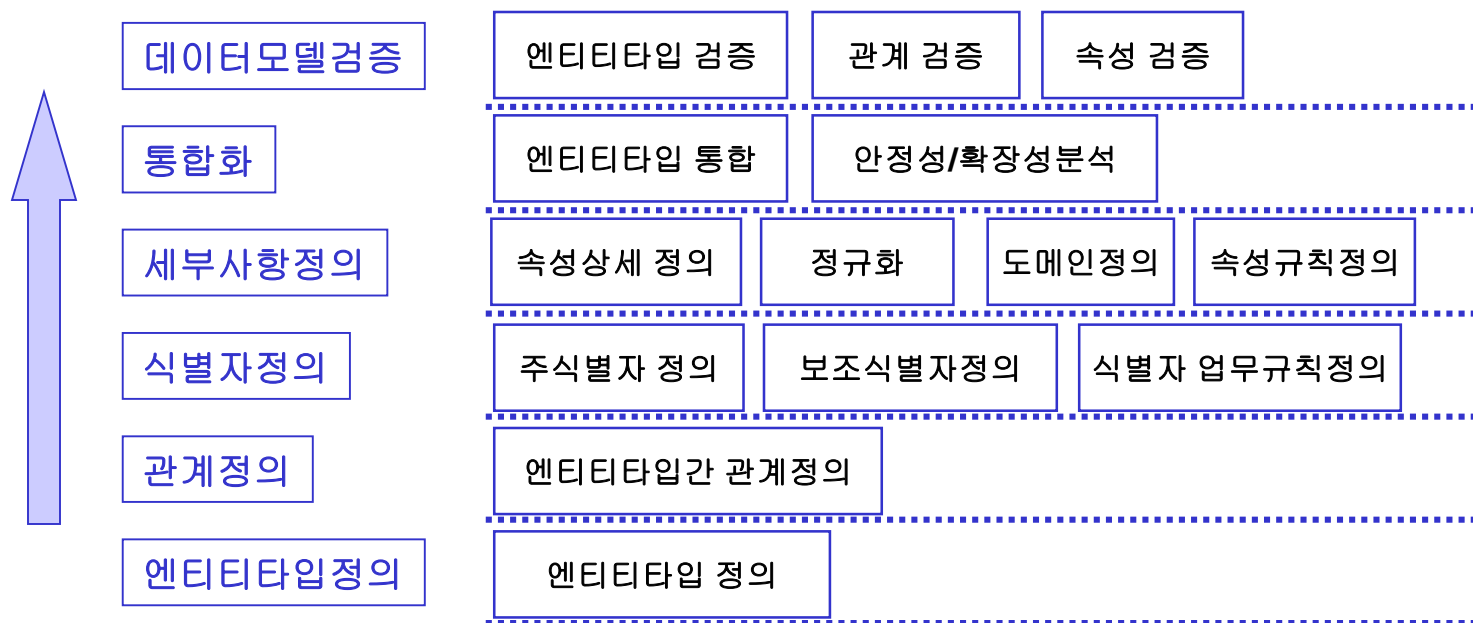 데이터모델검증
엔티티타입 검증
관계 검증
속성 검증
통합화
엔티티타입 통합
안정성/확장성분석
세부사항정의
속성상세 정의
정규화
도메인정의
속성규칙정의
식별자정의
주식별자 정의
보조식별자정의
식별자 업무규칙정의
관계정의
엔티티타입간 관계정의
엔티티타입정의
엔티티타입 정의